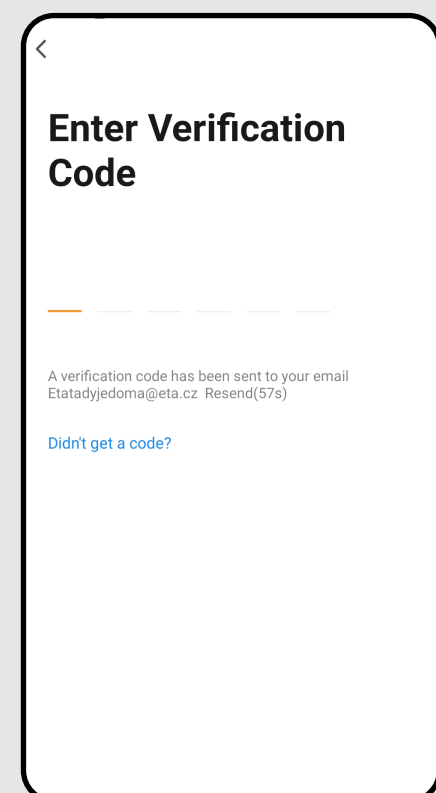 Enter Verification
Code
A verification code has been sent to your email
Etatadyjedoma@eta.cz  Resend(57s)
Didn't get a code?